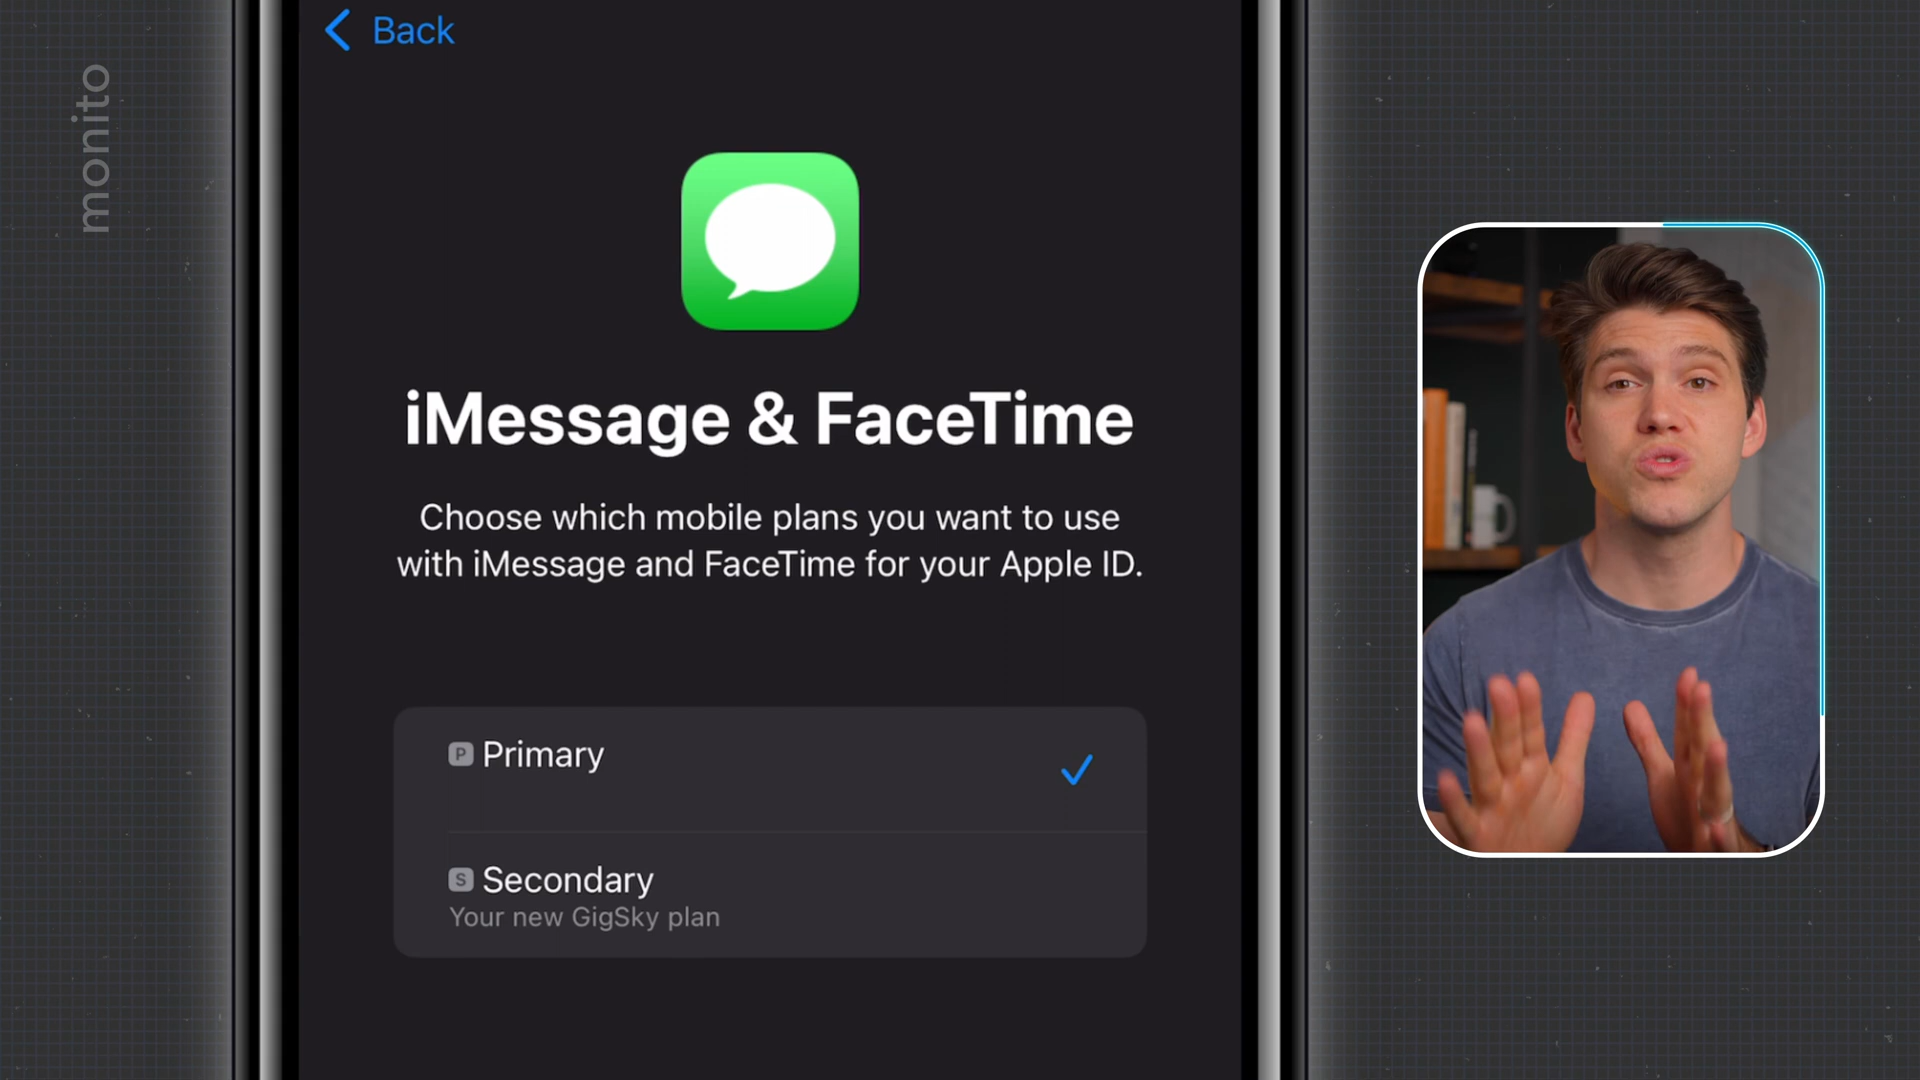 monito
Back
iMessage & FaceTime
Choose which mobile plans you want to use
with iMessage and FaceTime for your Apple ID.
P Primary
S Secondary
Your new GigSky plan